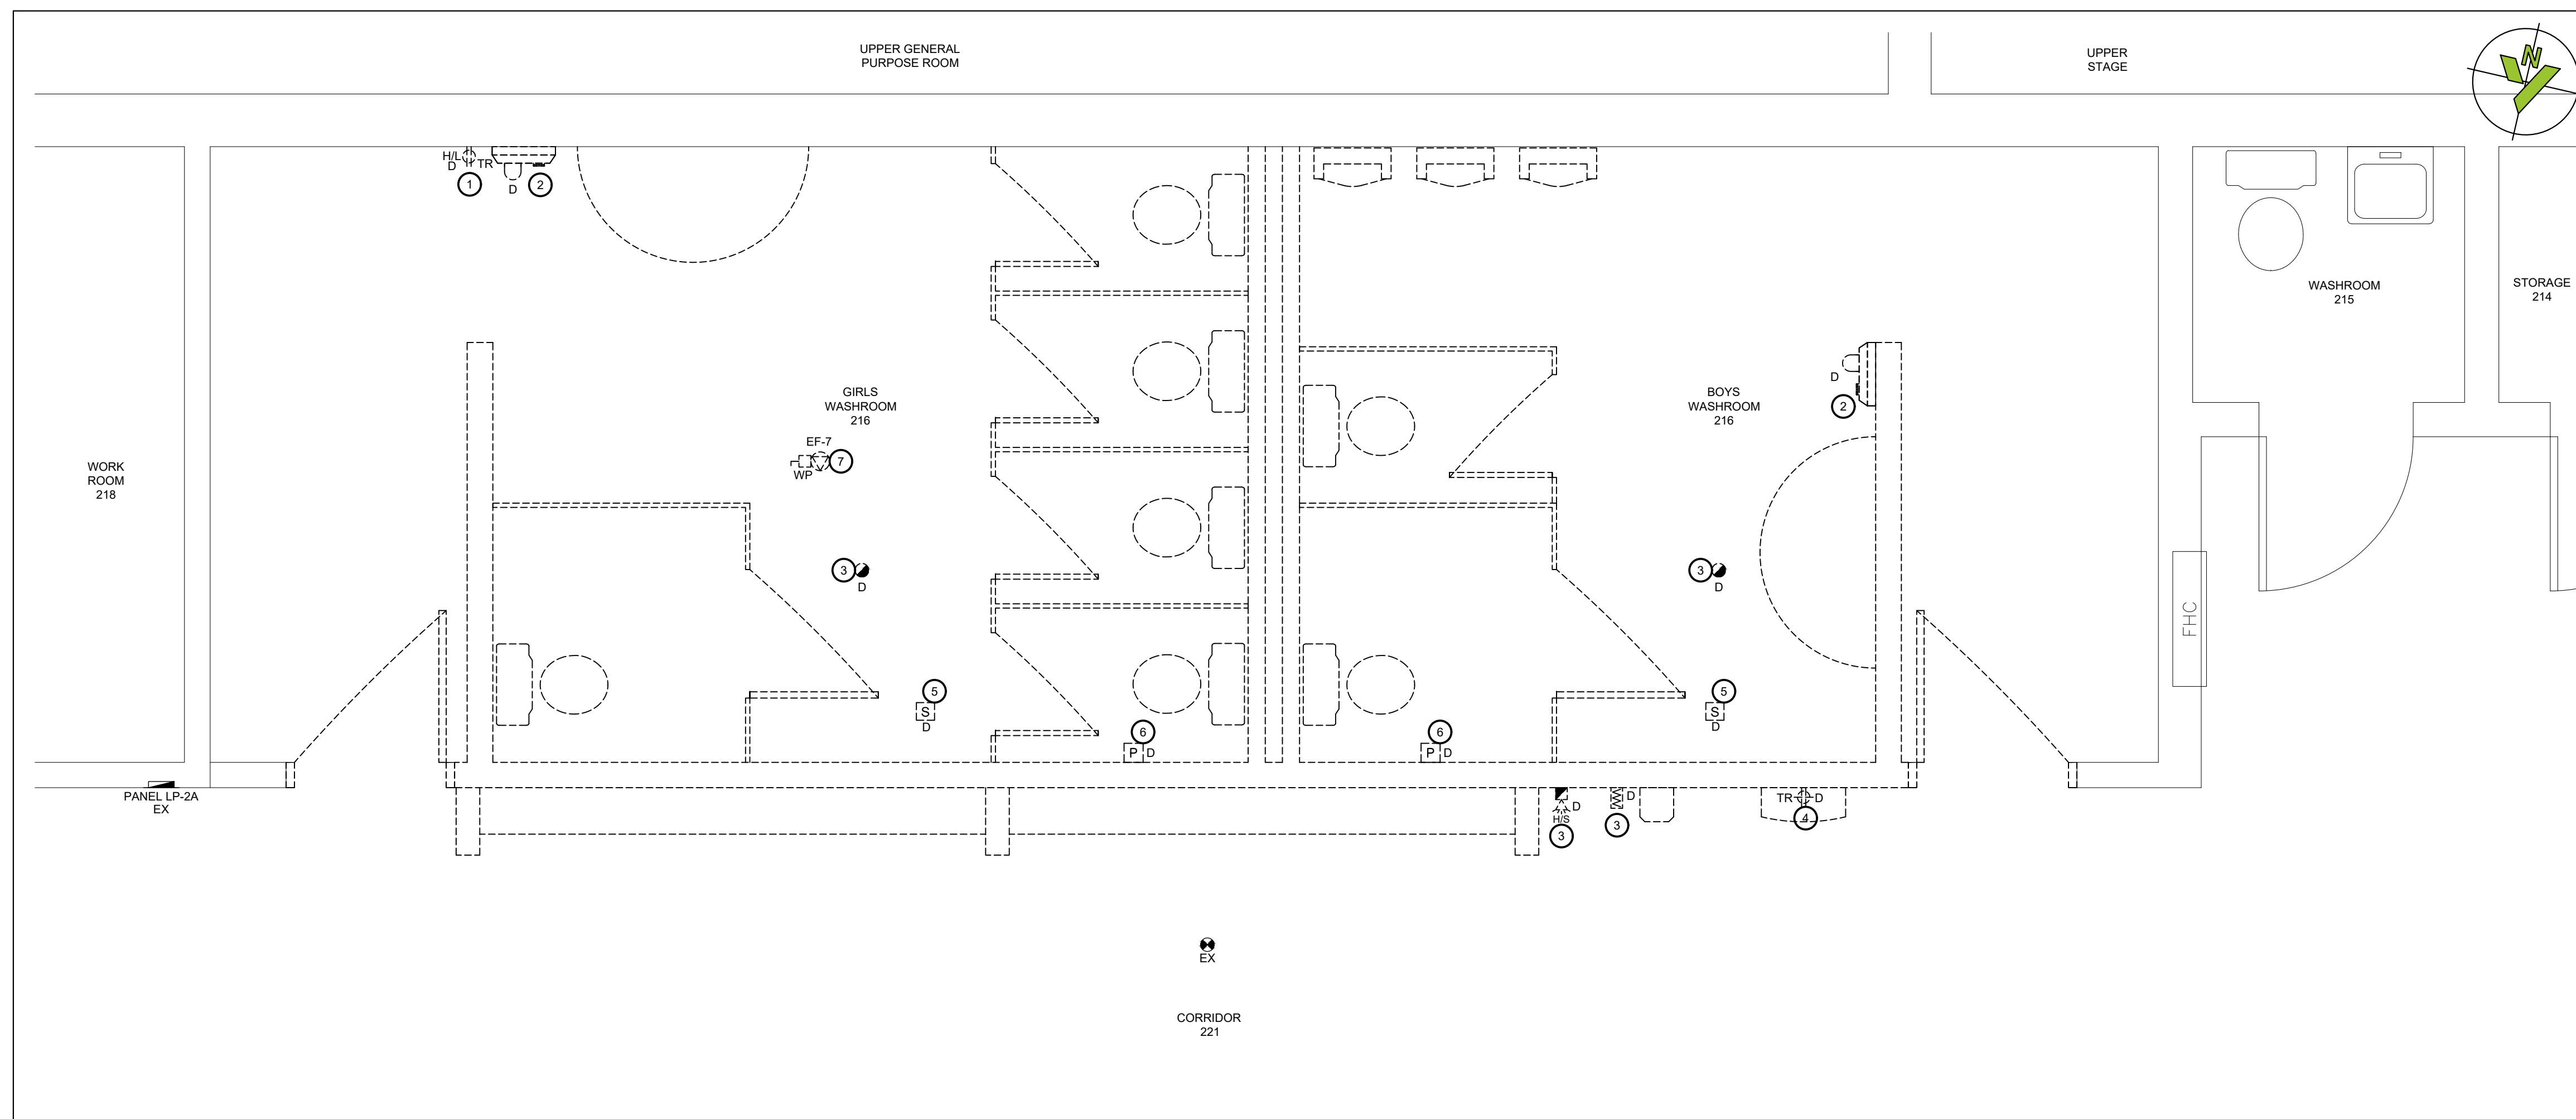 UPPER GENERAL
PURPOSE ROOM
UPPER
STAGE
N
H/L
D
TR
1
D
2
WASHROOM
215
STORAGE
214
GIRLS
WASHROOM
216
BOYS
WASHROOM
216
D
2
EF-7
7
WP
WORK
ROOM
218
3
D
3
D
FHC
5
S
D
5
S
D
6
P D
6
P D
PANEL LP-2A
EX
D
H/S
3
D
3
TR D
4
EX
CORRIDOR
221